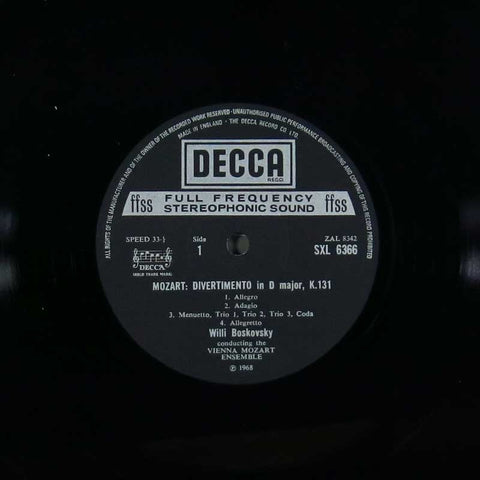 ALL RIGHTS OF THE MANUFACTURER AND OF THE OWNER OF THE RECORDED WORK RESERVED · UNAUTHORISED PUBLIC PERFORMANCE BROADCASTING AND COPYING OF THIS RECORD PROHIBITED
MADE IN ENGLAND · THE DECCA RECORD CO LTD.
DECCA
REGD.
ffss FULL FREQUENCY ffss
STEREOPHONIC SOUND
SPEED 33⅓ Side ZAL 8342
1 SXL 6366
DECCA
(REGD. TRADE MARK)
MOZART: DIVERTIMENTO in D major, K.131
1. Allegro
2. Adagio
3. Menuetto, Trio 1, Trio 2, Trio 3, Coda
4. Allegretto
Willi Boskovsky
conducting the
VIENNA MOZART
ENSEMBLE
℗ 1968